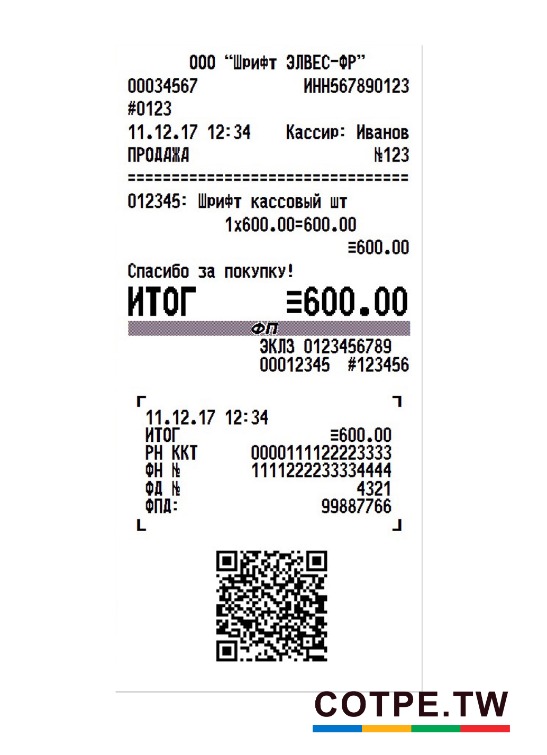 ООО “Шрифт ЭЛВЕС-ФР”
00034567 ИНН567890123
#0123
11.12.17 12:34 Кассир: Иванов
ПРОДАЖА №123
================================
012345: Шрифт кассовый шт
1х600.00=600.00
≡600.00
Спасибо за покупку!
ИТОГ ≡600.00
ФП
ЭКЛЗ 0123456789
00012345 #123456
11.12.17 12:34
ИТОГ ≡600.00
РН ККТ 0000111122223333
ФН № 1111222233334444
ФД № 4321
ФПД: 99887766
COTPE.TW